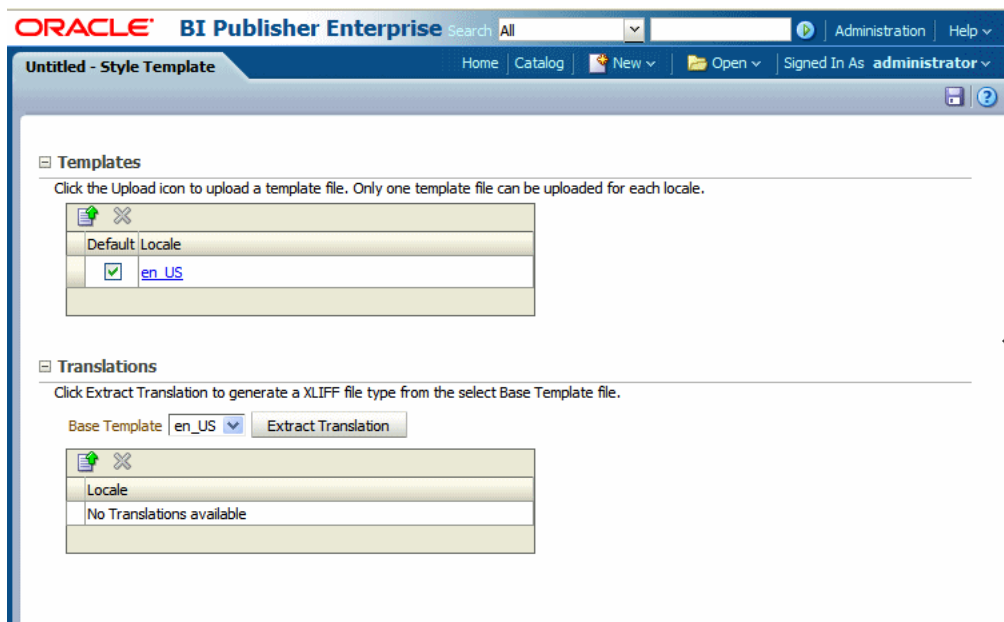 ORACLE BI Publisher Enterprise Search All Administration Help
Untitled - Style Template Home Catalog New Open Signed In As administrator
Templates
Click the Upload icon to upload a template file. Only one template file can be uploaded for each locale.
Default Locale
en_US
Translations
Click Extract Translation to generate a XLIFF file type from the select Base Template file.
Base Template en_US Extract Translation
Locale
No Translations available